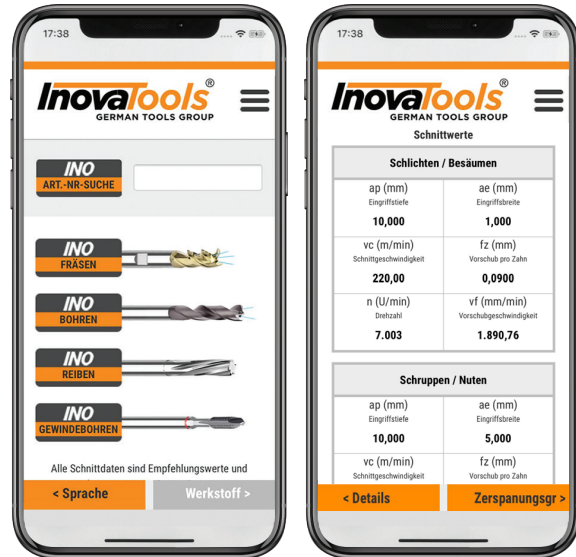 17:38
InovaTools®
GERMAN TOOLS GROUP
INO
ART.-NR-SUCHE
INO
FRÄSEN
INO
BOHREN
INO
REIBEN
INO
GEWINDEBOHREN
Alle Schnittdaten sind Empfehlungswerte und
< Sprache
Werkstoff >
17:38
InovaTools®
GERMAN TOOLS GROUP
Schnittwerte
Schlichten / Besäumen
ap (mm) ae (mm)
Eingriffstiefe Eingriffsbreite
10,000 1,000
vc (m/min) fz (mm)
Schnittgeschwindigkeit Vorschub pro Zahn
220,00 0,0900
n (U/min) vf (mm/min)
Drehzahl Vorschubgeschwindigkeit
7.003 1.890,76
Schruppen / Nuten
ap (mm) ae (mm)
Eingriffstiefe Eingriffsbreite
10,000 5,000
vc (m/min) fz (mm)
Schnittgeschwindigkeit Vorschub pro Zahn
< Details
Zerspanungsgr >